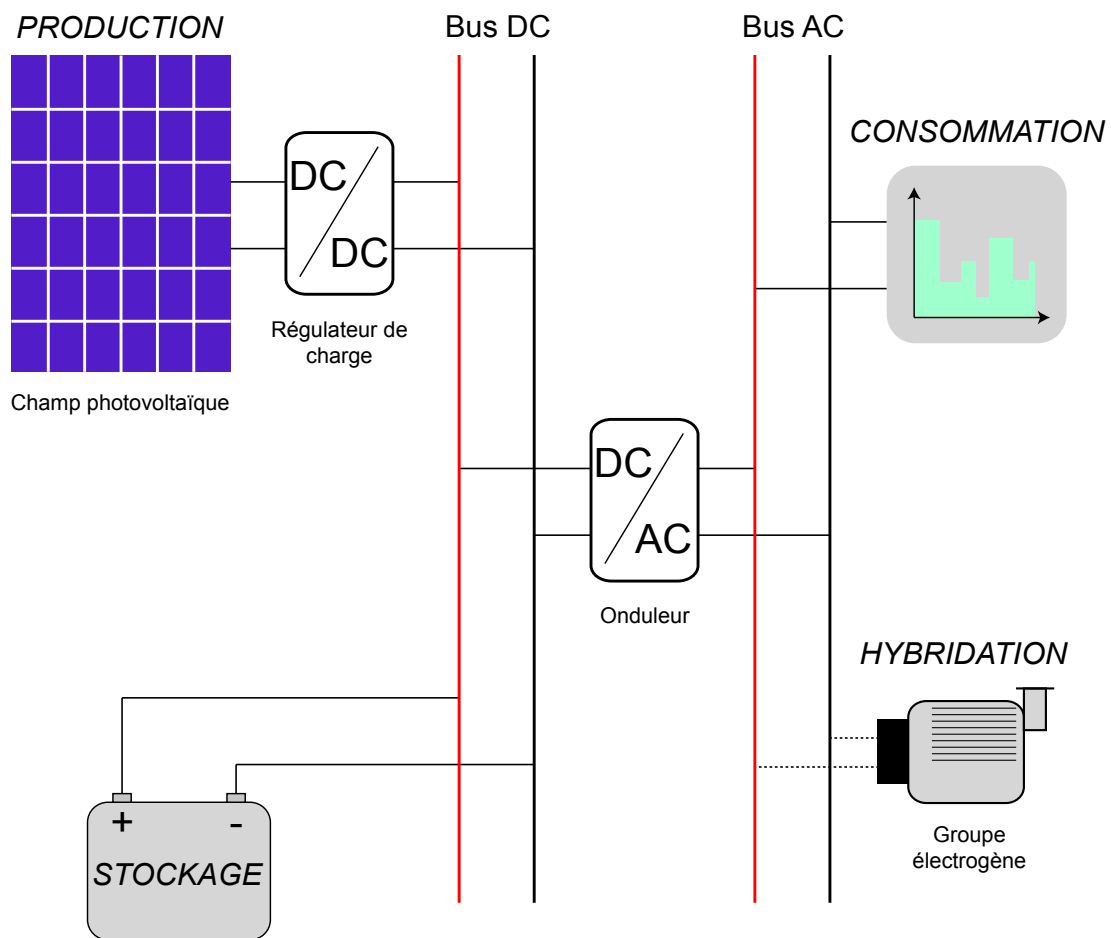 PRODUCTION
Bus DC
Bus AC
CONSOMMATION
DC
DC
Régulateur de
charge
Champ photovoltaïque
DC
AC
Onduleur
HYBRIDATION
Groupe
électrogène
+ -
STOCKAGE